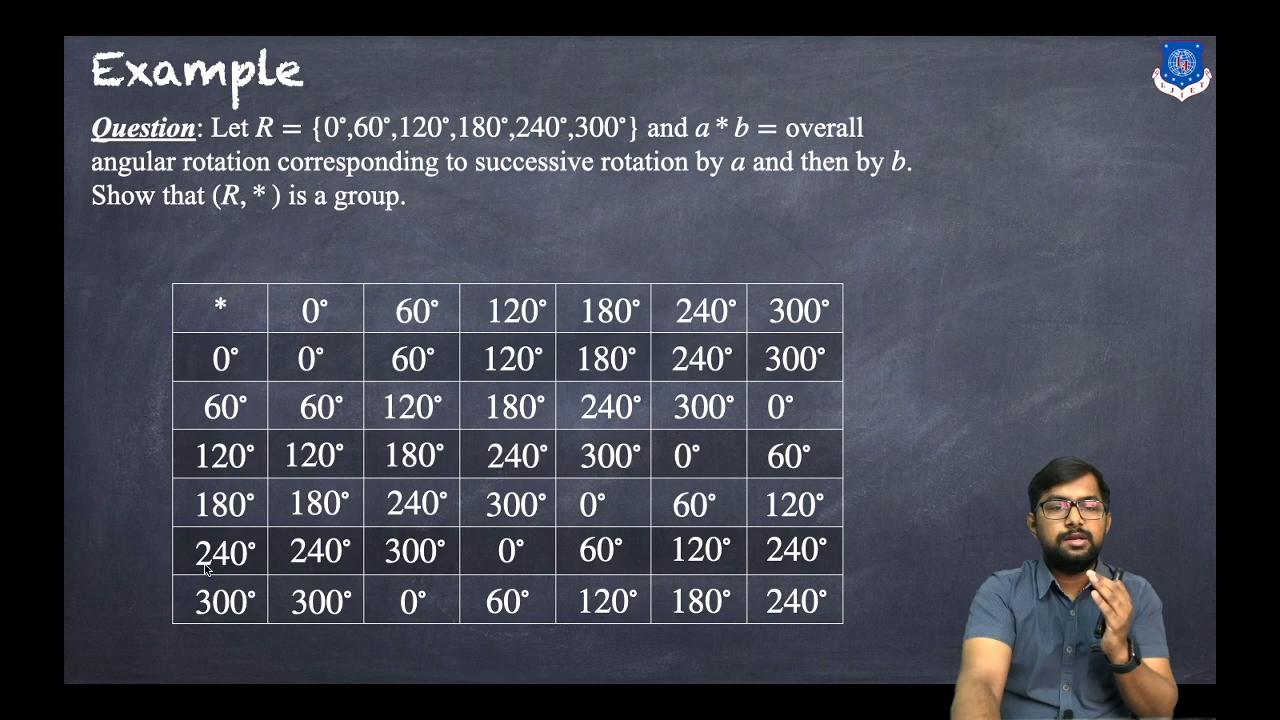 Example
Question: Let R = {0°,60°,120°,180°,240°,300°} and a * b = overall
angular rotation corresponding to successive rotation by a and then by b.
Show that (R, * ) is a group.
* 0° 60° 120° 180° 240° 300°
0° 0° 60° 120° 180° 240° 300°
60° 60° 120° 180° 240° 300° 0°
120° 120° 180° 240° 300° 0° 60°
180° 180° 240° 300° 0° 60° 120°
240° 240° 300° 0° 60° 120° 240°
300° 300° 0° 60° 120° 180° 240°